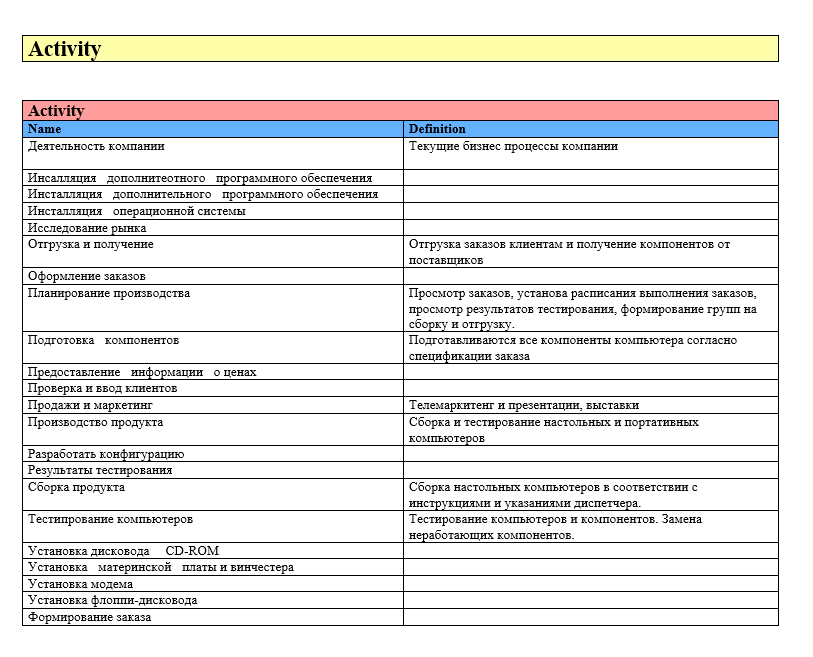 Activity
Activity
Name Definition
Деятельность компании Текущие бизнес процессы компании
Инсалляция дополнитеотного программного обеспечения
Инсталляция дополнительного программного обеспечения
Инсталляция операционной системы
Исследование рынка
Отгрузка и получение Отгрузка заказов клиентам и получение компонентов от
поставщиков
Оформление заказов
Планирование производства Просмотр заказов, установа расписания выполнения заказов,
просмотр результатов тестирования, формирование групп на
сборку и отгрузку.
Подготовка компонентов Подготавливаются все компоненты компьютера согласно
спецификации заказа
Предоставление информации о ценах
Проверка и ввод клиентов
Продажи и маркетинг Телемаркитенг и презентации, выставки
Производство продукта Сборка и тестирование настольных и портативных
компьютеров
Разработать конфигурацию
Результаты тестирования
Сборка продукта Сборка настольных компьютеров в соответствии с
инструкциями и указаниями диспетчера.
Теститрование компьютеров Тестирование компьютеров и компонентов. Замена
неработающих компонентов.
Установка дисковода CD-ROM
Установка материнской платы и винчестера
Установка модема
Установка флоппи-дисковода
Формирование заказа